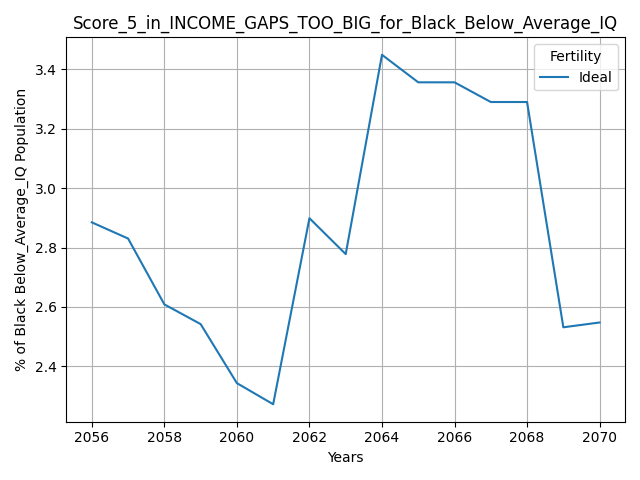 Score_5_in_INCOME_GAPS_TOO_BIG_for_Black_Below_Average_IQ
Fertility
Ideal
% of Black Below_Average_IQ Population
3.4
3.2
3.0
2.8
2.6
2.4
2056 2058 2060 2062 2064 2066 2068 2070
Years